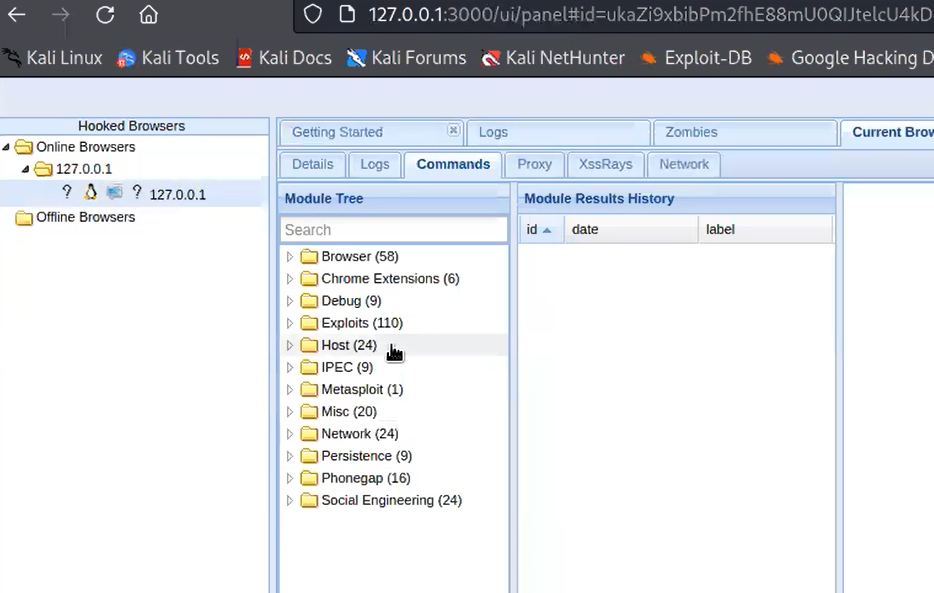 127.0.0.1:3000/ui/panel#id=ukaZi9xbibPm2fhE88mU0QIJtelcU4kD
Kali Linux Kali Tools Kali Docs Kali Forums Kali NetHunter Exploit-DB Google Hacking D
Hooked Browsers
Online Browsers
127.0.0.1
? ? 127.0.0.1
Offline Browsers
Getting Started Logs Zombies Current Brow
Details Logs Commands Proxy XssRays Network
Module Tree
Search
Browser (58)
Chrome Extensions (6)
Debug (9)
Exploits (110)
Host (24)
IPEC (9)
Metasploit (1)
Misc (20)
Network (24)
Persistence (9)
Phonegap (16)
Social Engineering (24)
Module Results History
id date label